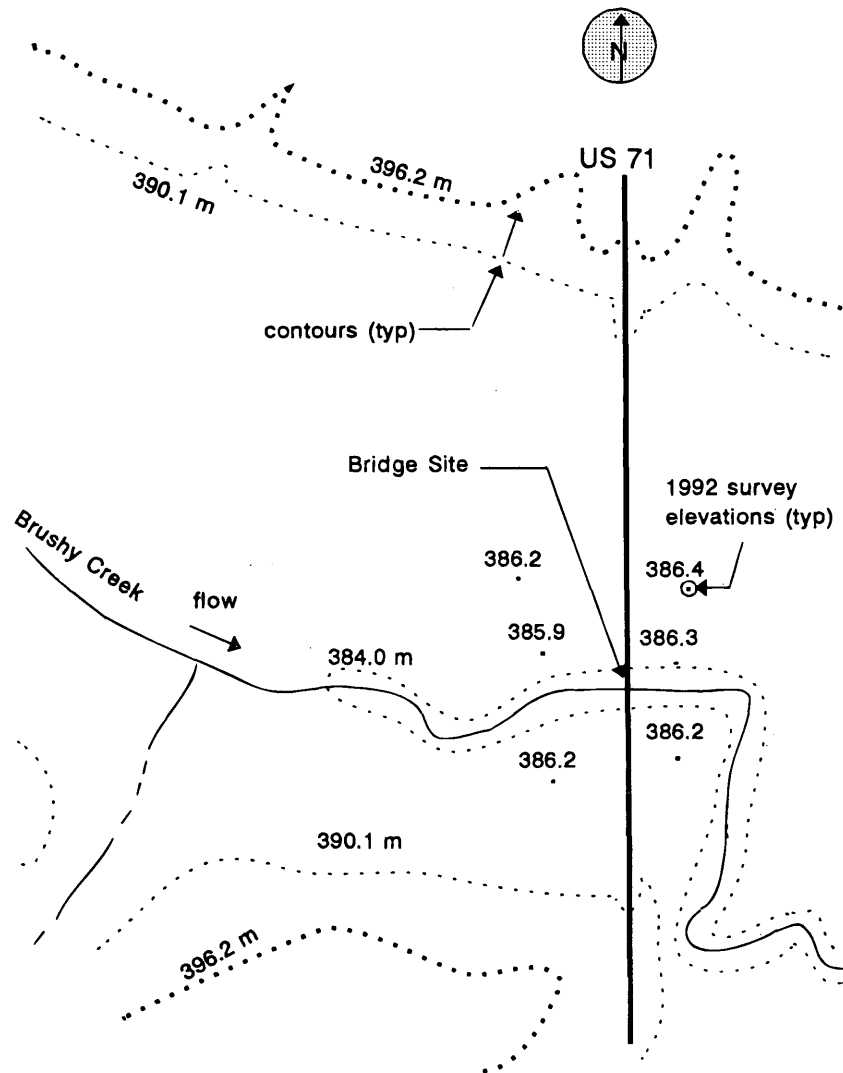 N
US 71
396.2 m
390.1 m
contours (typ)
Bridge Site
1992 survey
elevations (typ)
Brushy Creek
flow
386.2
386.4
385.9
386.3
384.0 m
386.2
386.2
390.1 m
396.2 m